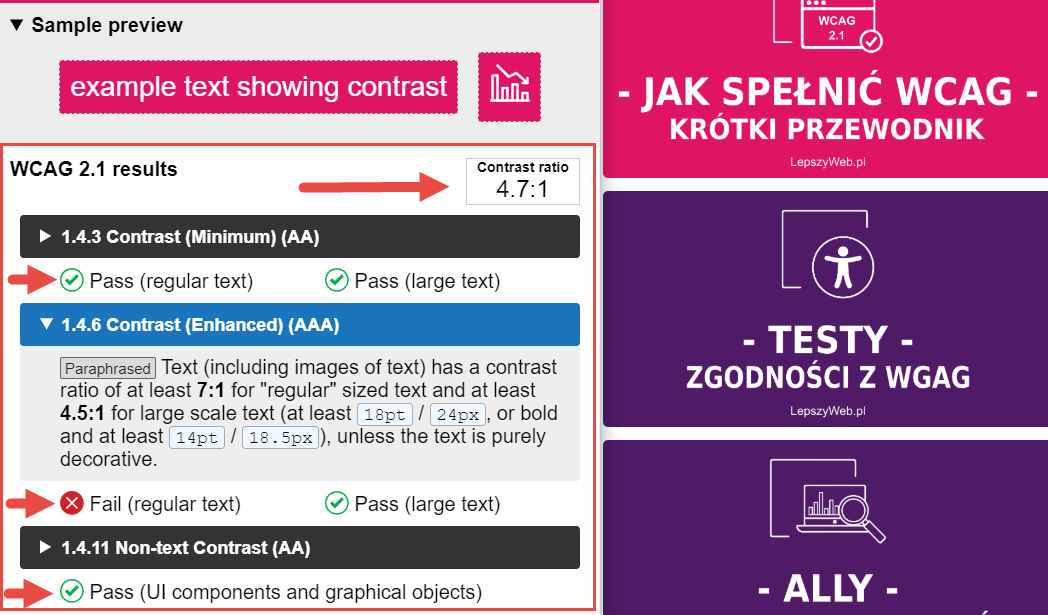 ▼ Sample preview
example text showing contrast
WCAG 2.1 results
Contrast ratio
4.7:1
▶ 1.4.3 Contrast (Minimum) (AA)
Pass (regular text)
Pass (large text)
▼ 1.4.6 Contrast (Enhanced) (AAA)
Paraphrased Text (including images of text) has a contrast
ratio of at least 7:1 for "regular" sized text and at least
4.5:1 for large scale text (at least 18pt / 24px, or bold
and at least 14pt / 18.5px), unless the text is purely
decorative.
Fail (regular text)
Pass (large text)
▶ 1.4.11 Non-text Contrast (AA)
Pass (UI components and graphical objects)
WCAG
2.1
- JAK SPEŁNIĆ WCAG -
KRÓTKI PRZEWODNIK
LepszyWeb.pl
- TESTY -
ZGODNOŚCI Z WGAG
LepszyWeb.pl
- ALLY -